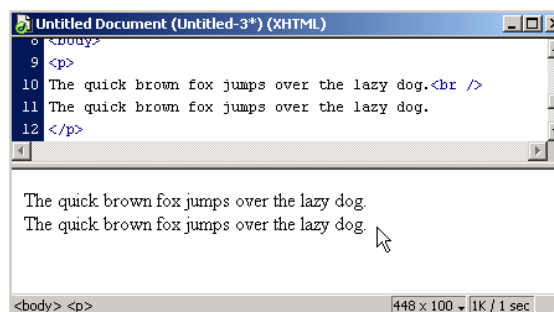 Untitled Document (Untitled-3*) (XHTML)
8 <body>
9 <p>
10 The quick brown fox jumps over the lazy dog.<br />
11 The quick brown fox jumps over the lazy dog.
12 </p>
The quick brown fox jumps over the lazy dog.
The quick brown fox jumps over the lazy dog.
<body> <p> 448 x 100 1K / 1 sec